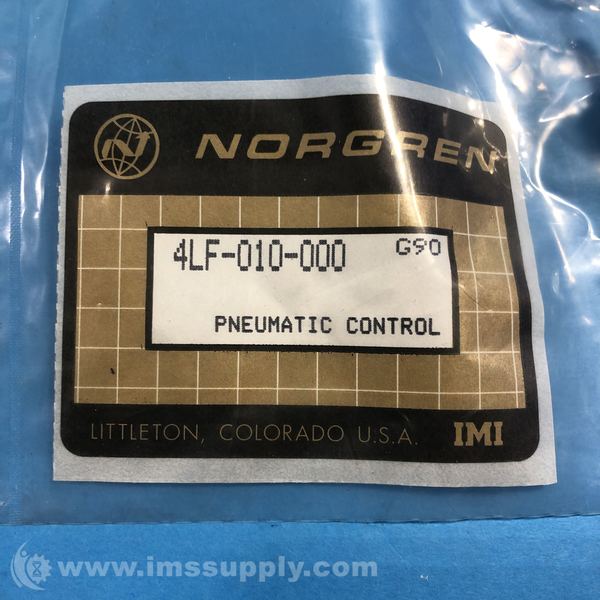 N NORGREN
4LF-010-000 G90
PNEUMATIC CONTROL
LITTLETON, COLORADO U.S.A. IMI
www.imssupply.com